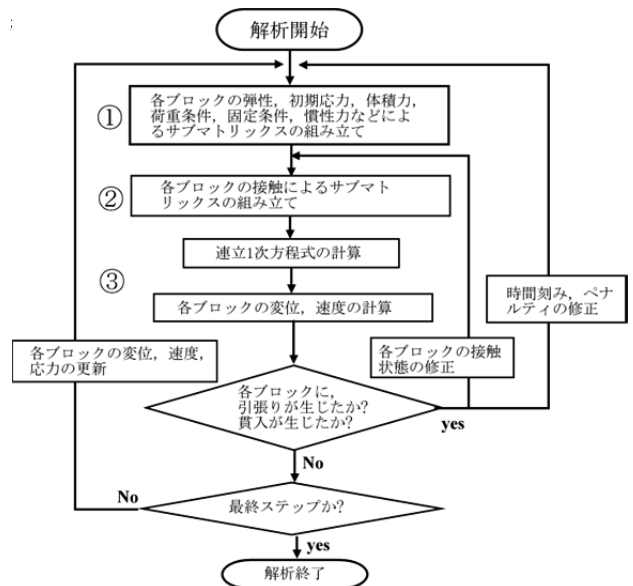 ;
解析開始
①
各ブロックの弾性，初期応力，体積力，
荷重条件，固定条件，慣性力などによ
るサブマトリックスの組み立て
②
各ブロックの接触によるサブマト
リックスの組み立て
連立1次方程式の計算
③
各ブロックの変位，速度の計算
時間刻み，ペナ
ルティの修正
各ブロックの変位，速度，
応力の更新
各ブロックの接触
状態の修正
各ブロックに，
引張りが生じたか?
貫入が生じたか?
yes
No
No
最終ステップか?
yes
解析終了